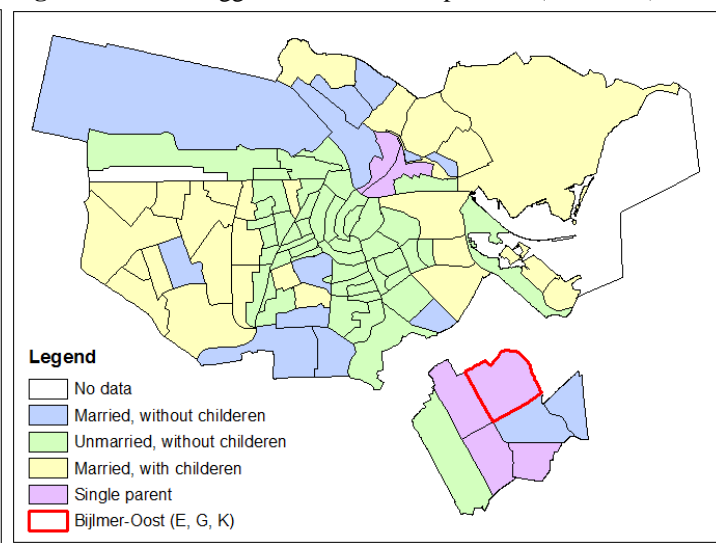 Legend
No data
Married, without childeren
Unmarried, without childeren
Married, with childeren
Single parent
Bijlmer-Oost (E, G, K)